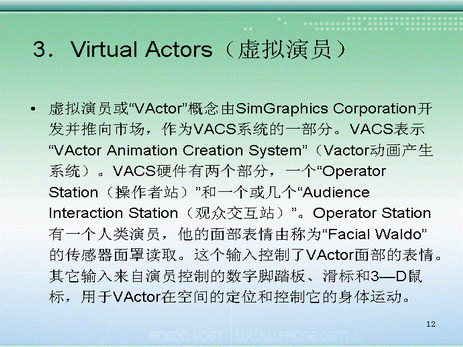 3．Virtual Actors（虚拟演员）
• 虚拟演员或“VActor”概念由SimGraphics Corporation开
发并推向市场，作为VACS系统的一部分。VACS表示
“VActor Animation Creation System”（Vactor动画产生
系统）。VACS硬件有两个部分，一个“Operator
Station（操作者站）”和一个或几个“Audience
Interaction Station（观众交互站）”。Operator Station
有一个人类演员，他的面部表情由称为“Facial Waldo”
的传感器面罩读取。这个输入控制了VActor面部的表情。
其它输入来自演员控制的数字脚踏板、滑标和3—D鼠
标，用于VActor在空间的定位和控制它的身体运动。
12